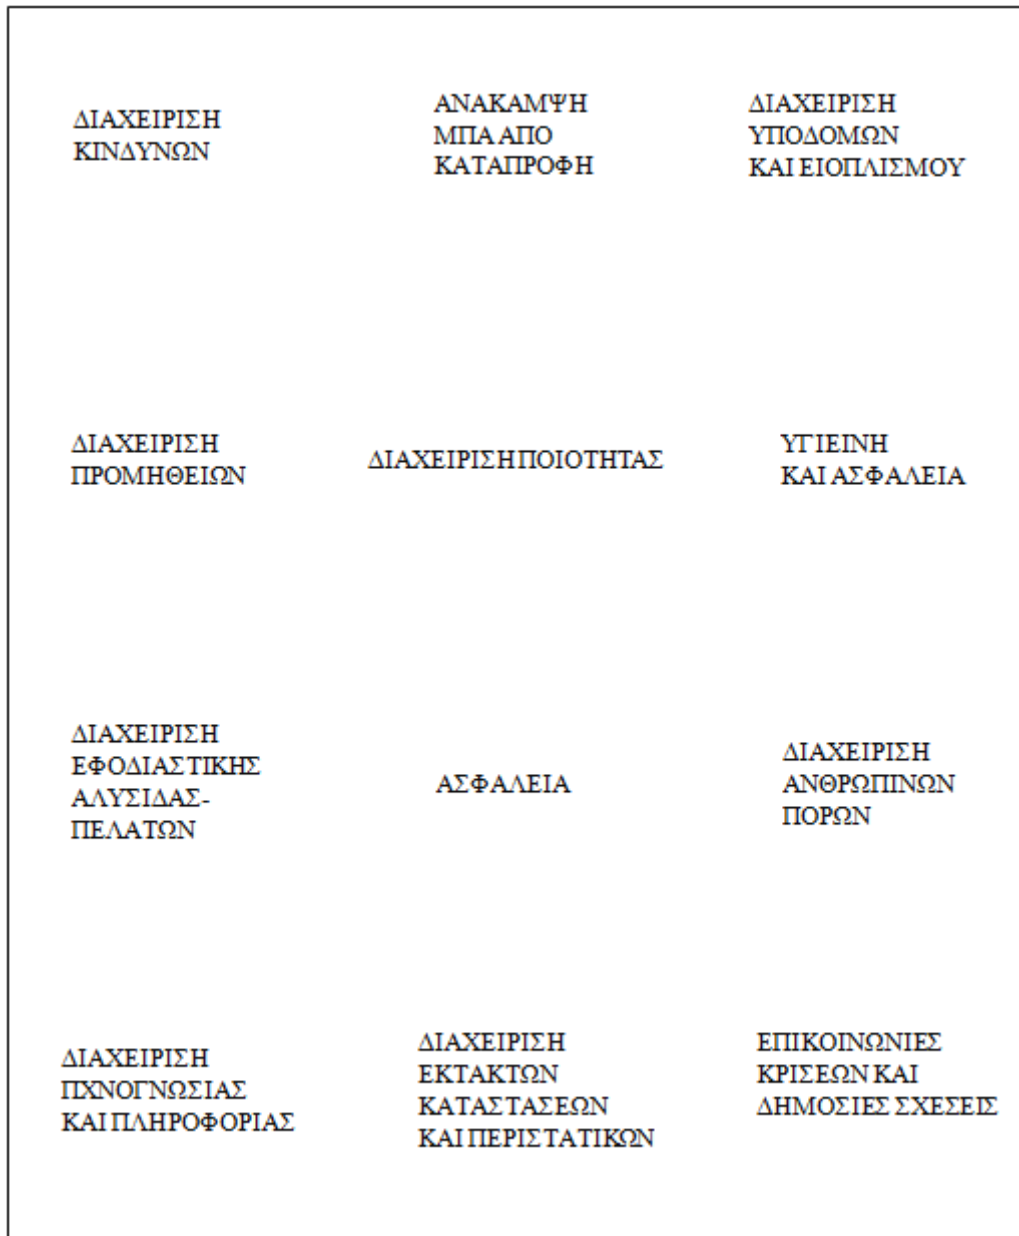 ΔΙΑΧΕΙΡΙΣΗ
ΚΙΝΔΥΝΩΝ
ΑΝΑΚΑΜΨΗ
ΜΠΑ ΑΠΟ
ΚΑΤΑΠΡΟΦΗ
ΔΙΑΧΕΙΡΙΣΗ
ΥΠΟΔΟΜΩΝ
ΚΑΙ ΕΙΟΠΛΙΣΜΟΥ
ΔΙΑΧΕΙΡΙΣΗ
ΠΡΟΜΗΘΕΙΩΝ
ΔΙΑΧΕΙΡΙΣΗ ΠΟΙΟΤΗΤΑΣ
ΥΓΙΕΙΝΗ
ΚΑΙ ΑΣΦΑΛΕΙΑ
ΔΙΑΧΕΙΡΙΣΗ
ΕΦΟΔΙΑΣΤΙΚΗΣ
ΑΛΥΣΙΔΑΣ-
ΠΕΛΑΤΩΝ
ΑΣΦΑΛΕΙΑ
ΔΙΑΧΕΙΡΙΣΗ
ΑΝΘΡΩΠΙΝΩΝ
ΠΟΡΩΝ
ΔΙΑΧΕΙΡΙΣΗ
ΠΧΝΟΓΝΩΣΙΑΣ
ΚΑΙ ΠΛΗΡΟΦΟΡΙΑΣ
ΔΙΑΧΕΙΡΙΣΗ
ΕΚΤΑΚΤΩΝ
ΚΑΤΑΣΤΑΣΕΩΝ
ΚΑΙ ΠΕΡΙΣΤΑΤΙΚΩΝ
ΕΠΙΚΟΙΝΩΝΙΕΣ
ΚΡΙΣΕΩΝ ΚΑΙ
ΔΗΜΟΣΙΕΣ ΣΧΕΣΕΙΣ